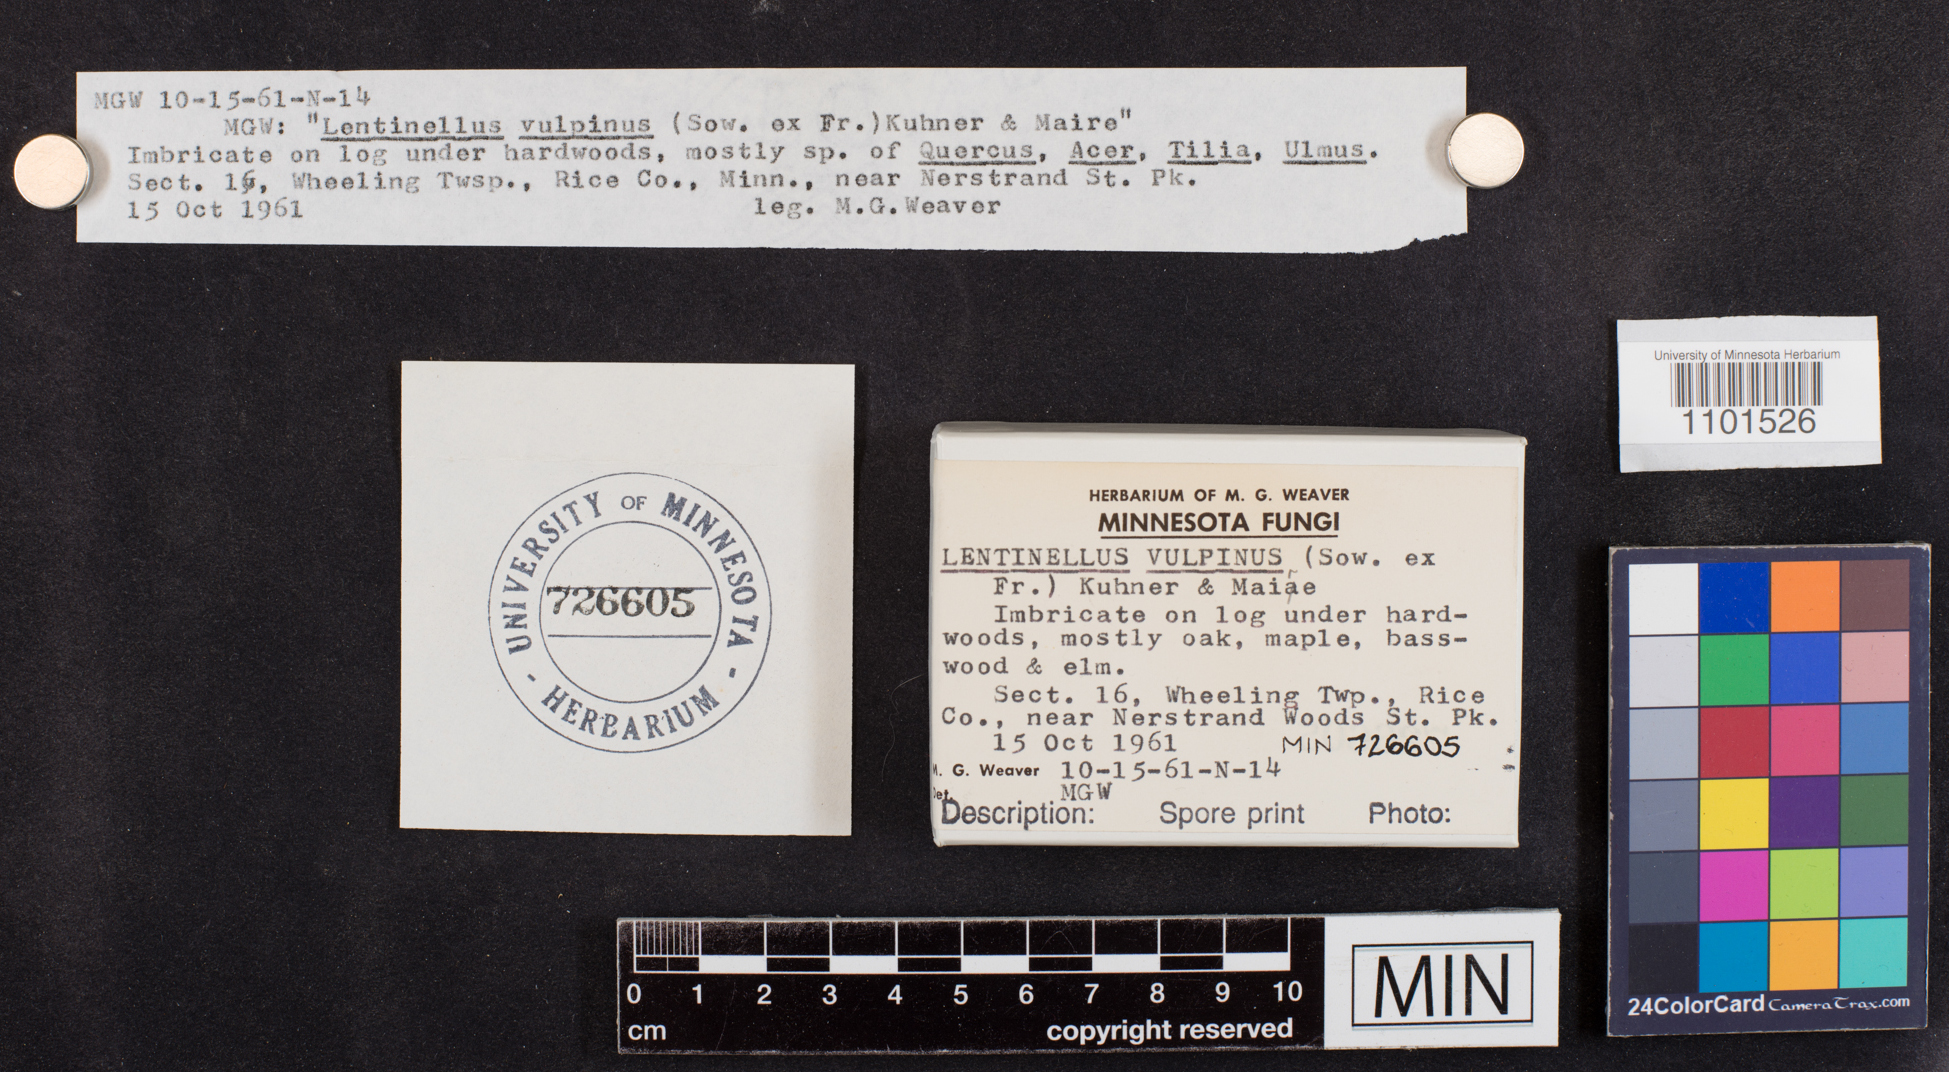 MGW 10-15-61-N-14
MGW: "Lentinellus vulpinus (Sow. ex Fr.)Kuhner & Maire"
Imbricate on log under hardwoods, mostly sp. of Quercus, Acer, Tilia, Ulmus.
Sect. 16, Wheeling Twsp., Rice Co., Minn., near Nerstrand St. Pk.
15 Oct 1961 leg. M.G.Weaver
University of Minnesota Herbarium
1101526
UNIVERSITY OF MINNESOTA
726605
- HERBARIUM -
HERBARIUM OF M. G. WEAVER
MINNESOTA FUNGI
LENTINELLUS VULPINUS (Sow. ex
Fr.) Kuhner & Maire
Imbricate on log under hard-
woods, mostly oak, maple, bass-
wood & elm.
Sect. 16, Wheeling Twp., Rice
Co., near Nerstrand Woods St. Pk.
15 Oct 1961 MIN 726605
M. G. Weaver 10-15-61-N-14
Det. MGW
Description: Spore print Photo:
0 1 2 3 4 5 6 7 8 9 10
cm copyright reserved
MIN
24ColorCard CameraTrax.com